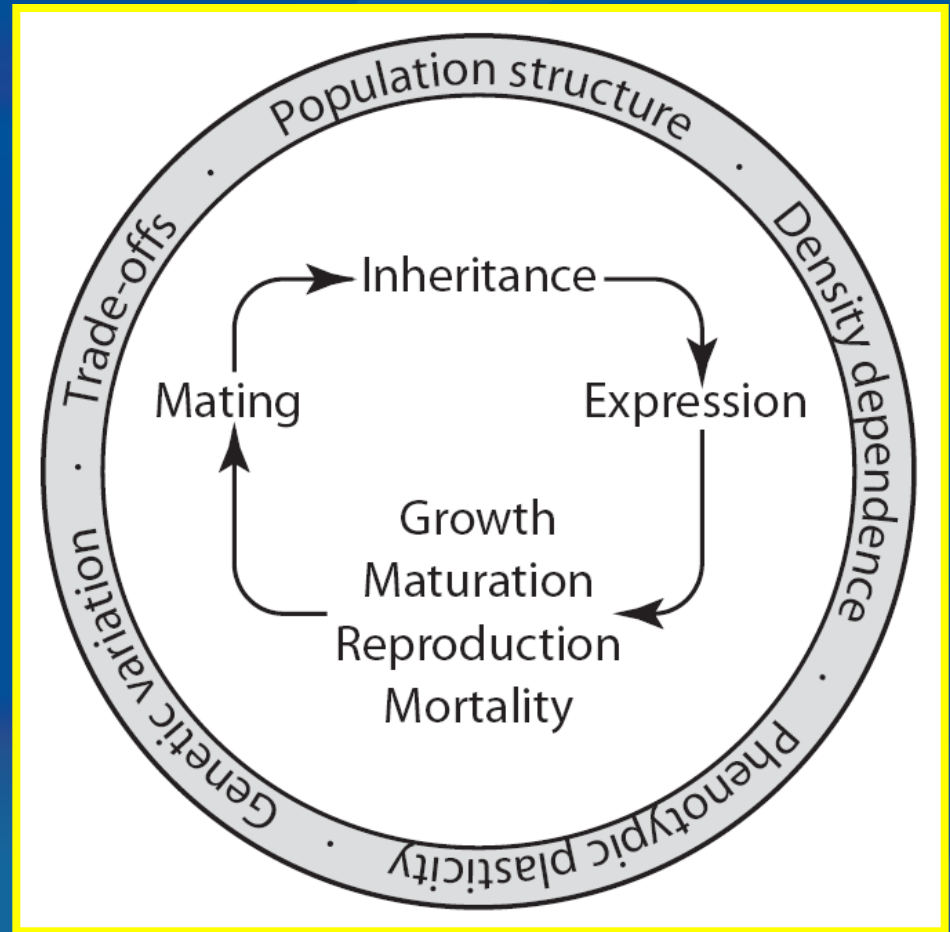 Population structure
·
Density dependence
·
Phenotypic plasticity
·
Genetic variation
·
Trade-offs
·
Inheritance
Mating
Expression
Growth
Maturation
Reproduction
Mortality